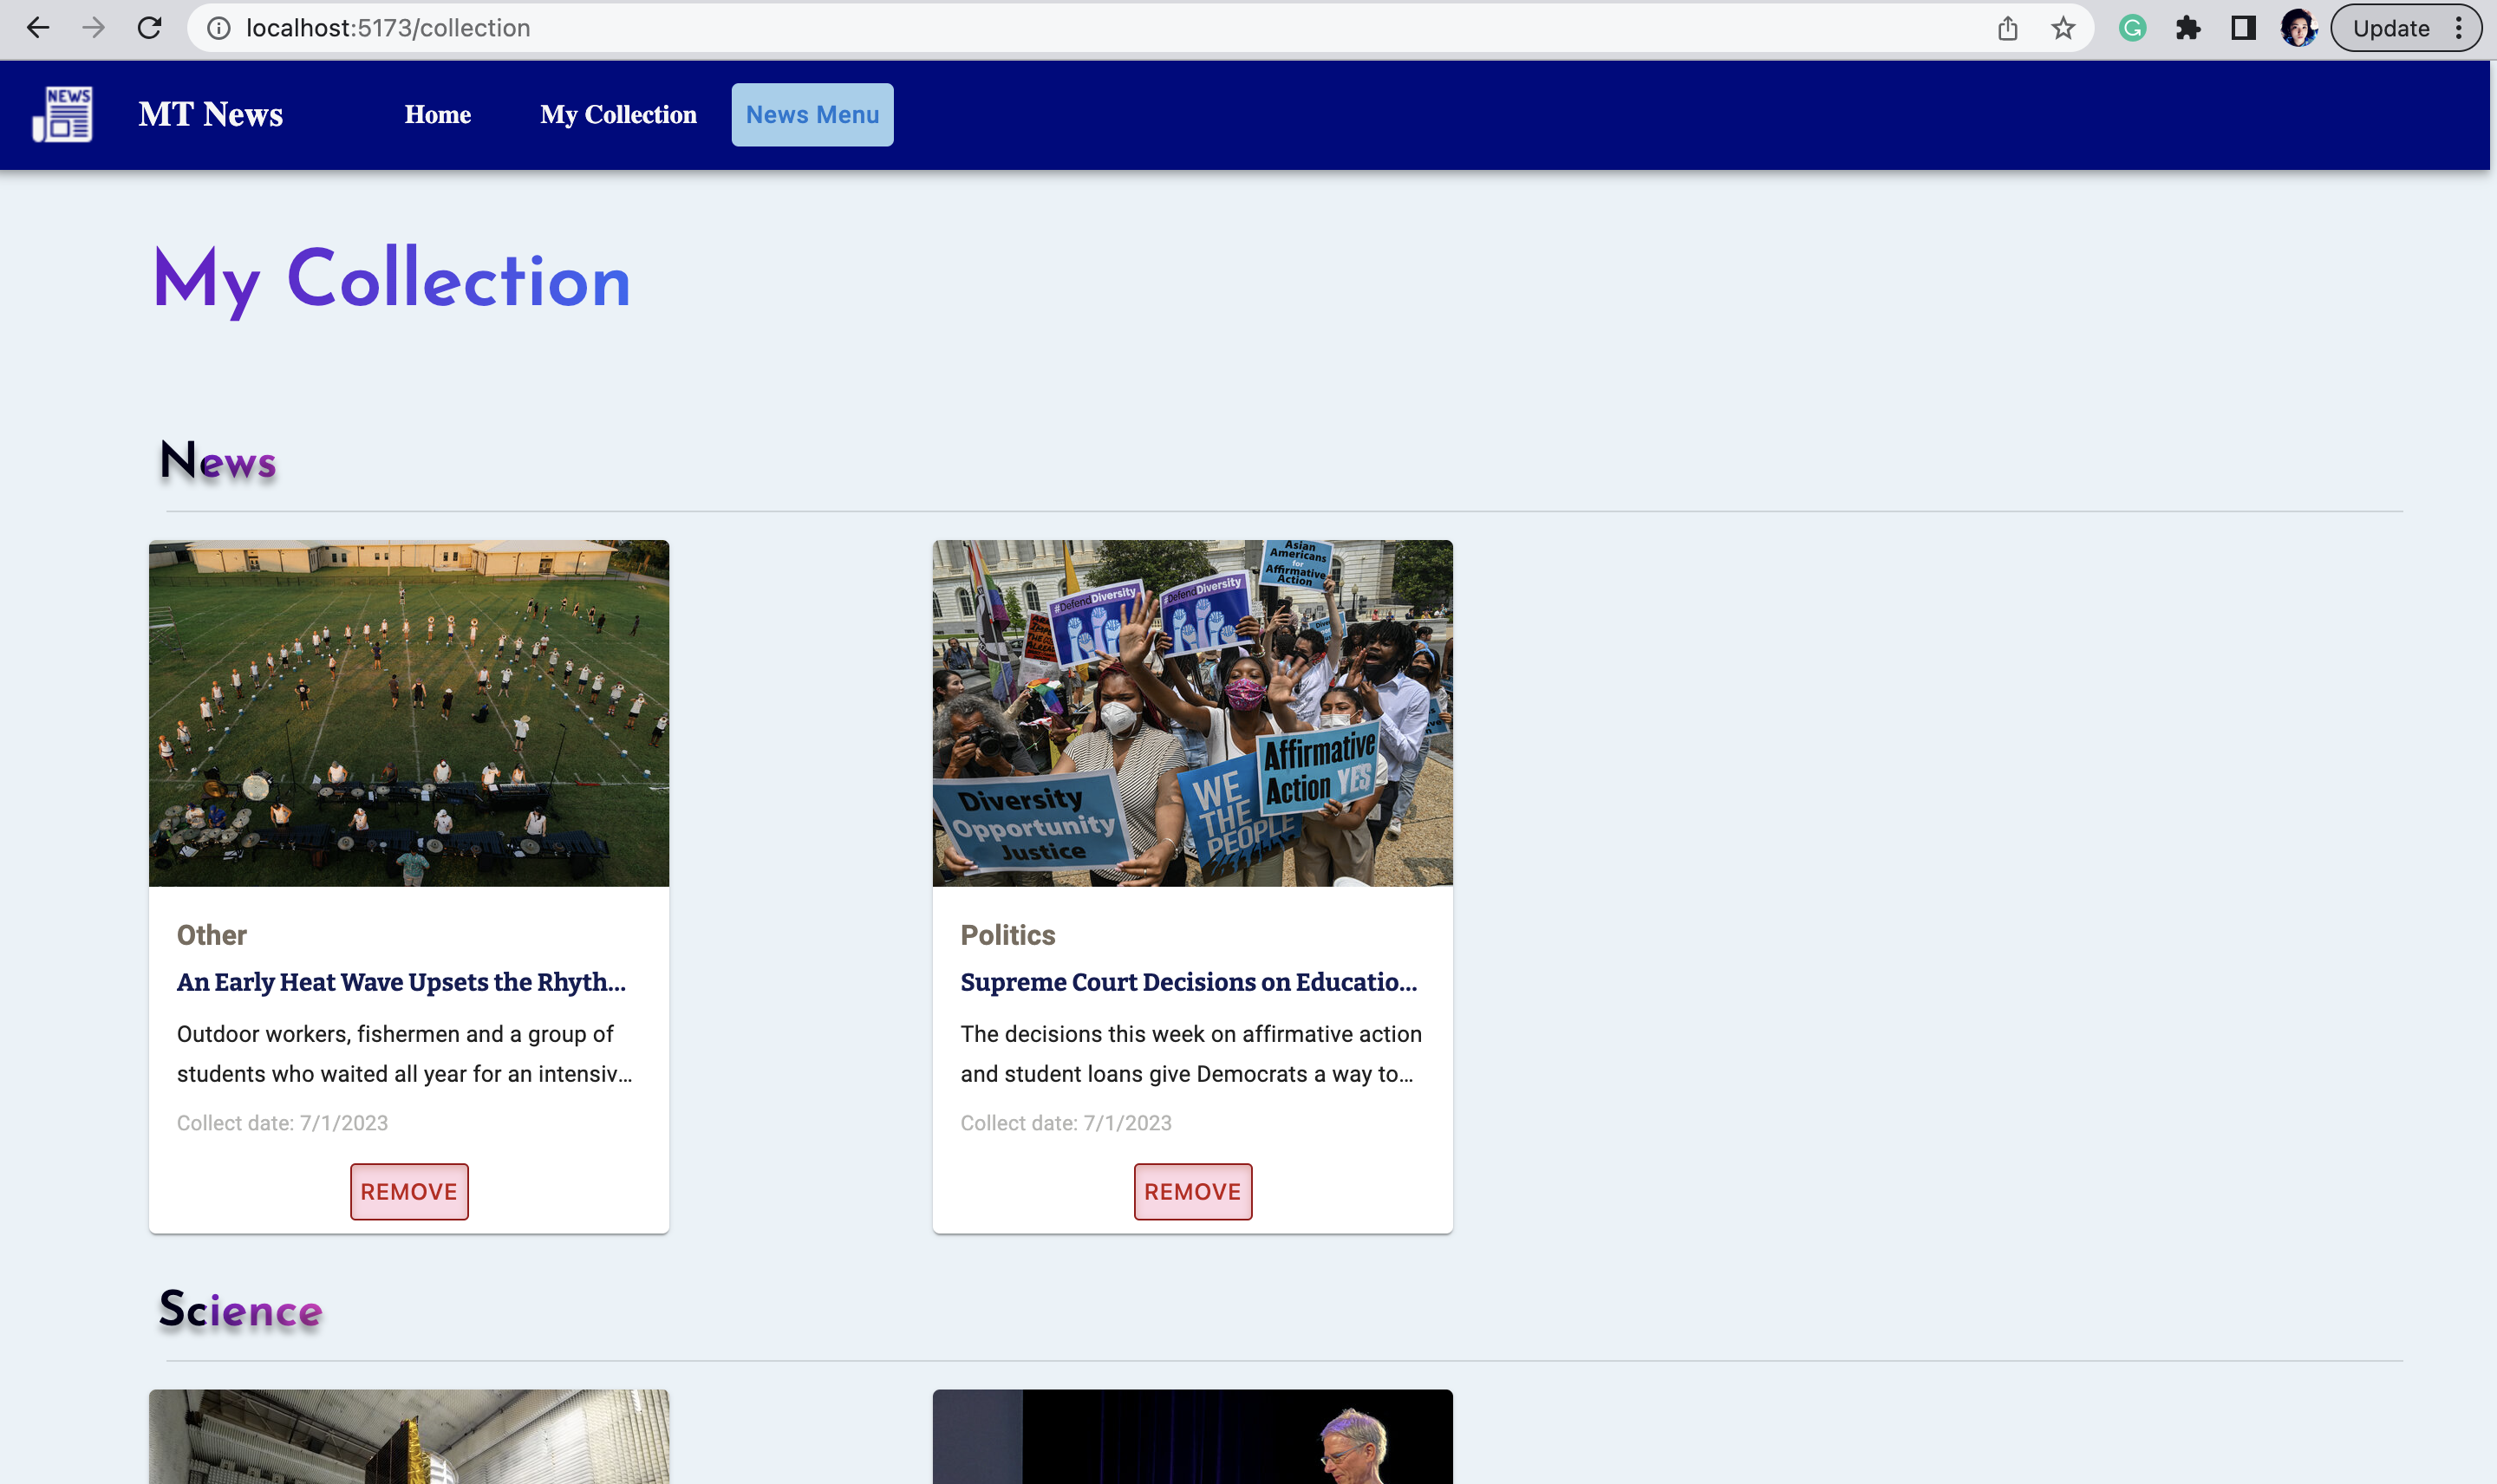 localhost:5173/collection
Update
NEWS
MT News
Home
My Collection
News Menu
My Collection
News
Asian
Americans
for
Affirmative
Action
#DefendDiversity
#DefendDiversity
Diversity
Opportunity
Justice
WE
THE
PEOPLE
Affirmative
Action YES
Other
An Early Heat Wave Upsets the Rhyth...
Outdoor workers, fishermen and a group of
students who waited all year for an intensiv...
Collect date: 7/1/2023
REMOVE
Politics
Supreme Court Decisions on Educatio...
The decisions this week on affirmative action
and student loans give Democrats a way to...
Collect date: 7/1/2023
REMOVE
Science